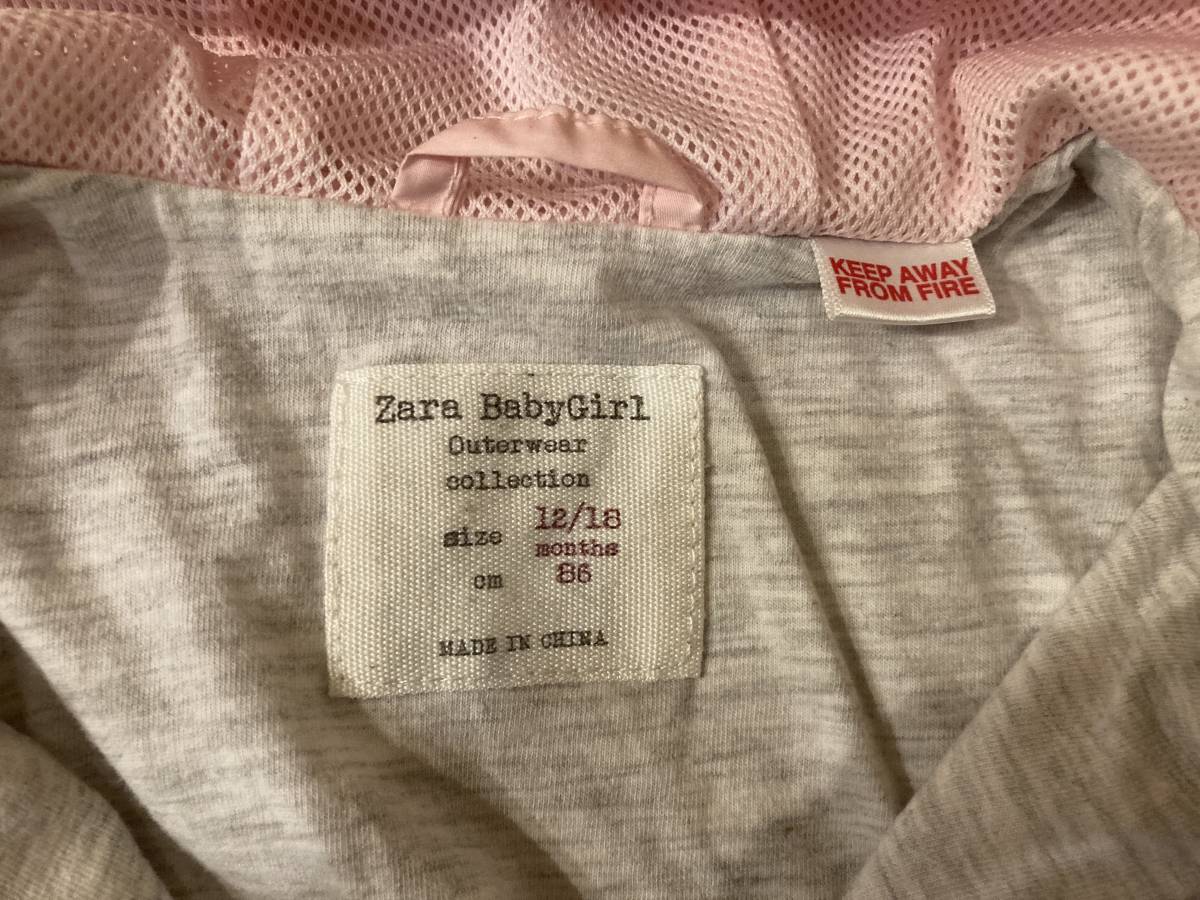 KEEP AWAY
FROM FIRE
Zara BabyGirl
Outerwear
collection
size 12/18
months
cm 86
MADE IN CHINA